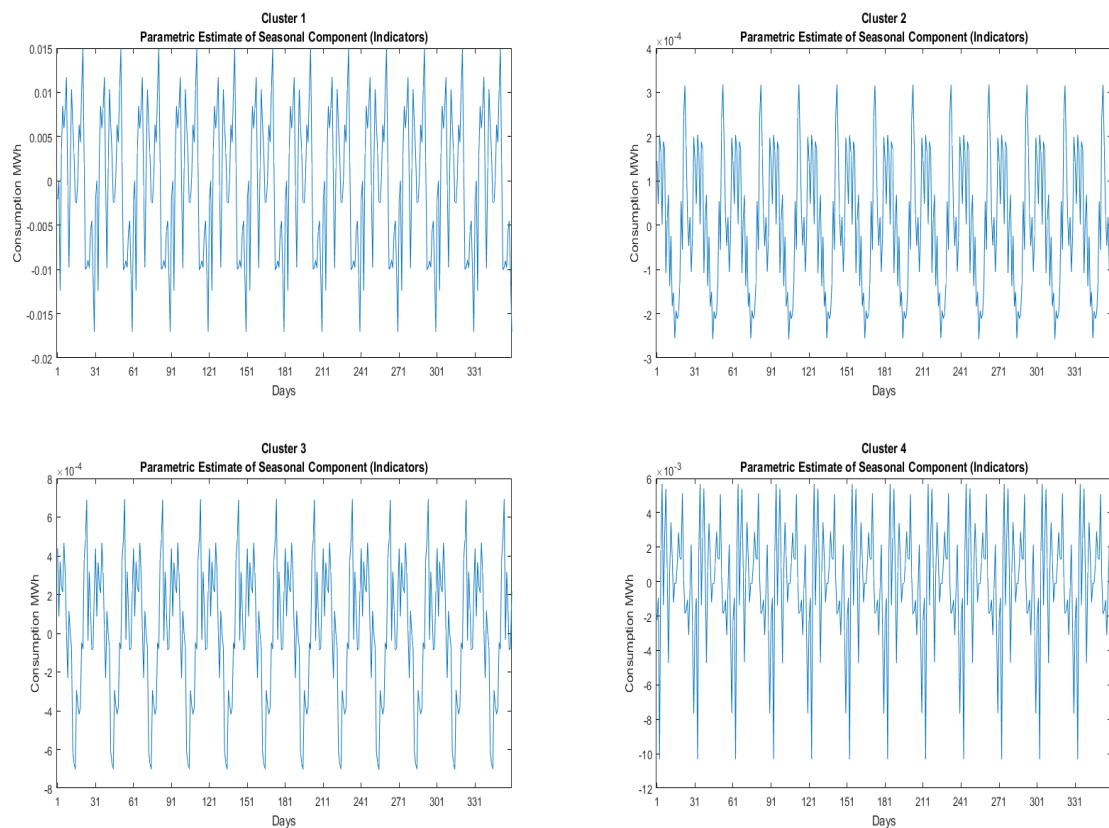 Cluster 1
Parametric Estimate of Seasonal Component (Indicators)
0.015
0.01
0.005
0
-0.005
-0.01
-0.015
-0.02
Consumption MWh
1 31 61 91 121 151 181 211 241 271 301 331
Days
Cluster 2
Parametric Estimate of Seasonal Component (Indicators)
×10-4
4
3
2
1
0
-1
-2
-3
Consumption MWh
1 31 61 91 121 151 181 211 241 271 301 331
Days
Cluster 3
Parametric Estimate of Seasonal Component (Indicators)
×10-4
8
6
4
2
0
-2
-4
-6
-8
Consumption MWh
1 31 61 91 121 151 181 211 241 271 301 331
Days
Cluster 4
Parametric Estimate of Seasonal Component (Indicators)
×10-3
6
4
2
0
-2
-4
-6
-8
-10
-12
Consumption MWh
1 31 61 91 121 151 181 211 241 271 301 331
Days